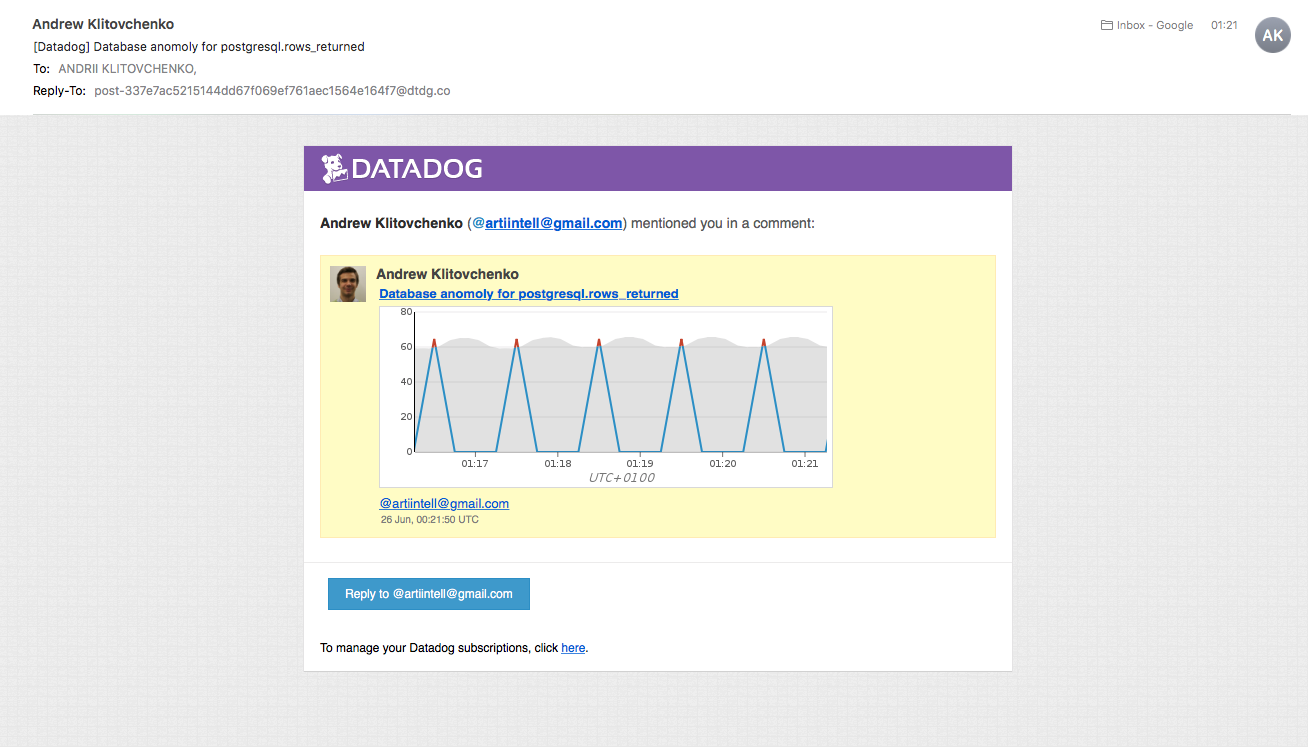 Andrew Klitovchenko
Inbox - Google 01:21
AK
[Datadog] Database anomoly for postgresql.rows_returned
To: ANDRII KLITOVCHENKO,
Reply-To: post-337e7ac5215144dd67f069ef761aec1564e164f7@dtdg.co
DATADOG
Andrew Klitovchenko (@artiintell@gmail.com) mentioned you in a comment:
Andrew Klitovchenko
Database anomoly for postgresql.rows_returned
80
60
40
20
0
01:17 01:18 01:19 01:20 01:21
UTC+0100
@artiintell@gmail.com
26 Jun, 00:21:50 UTC
Reply to @artiintell@gmail.com
To manage your Datadog subscriptions, click here.